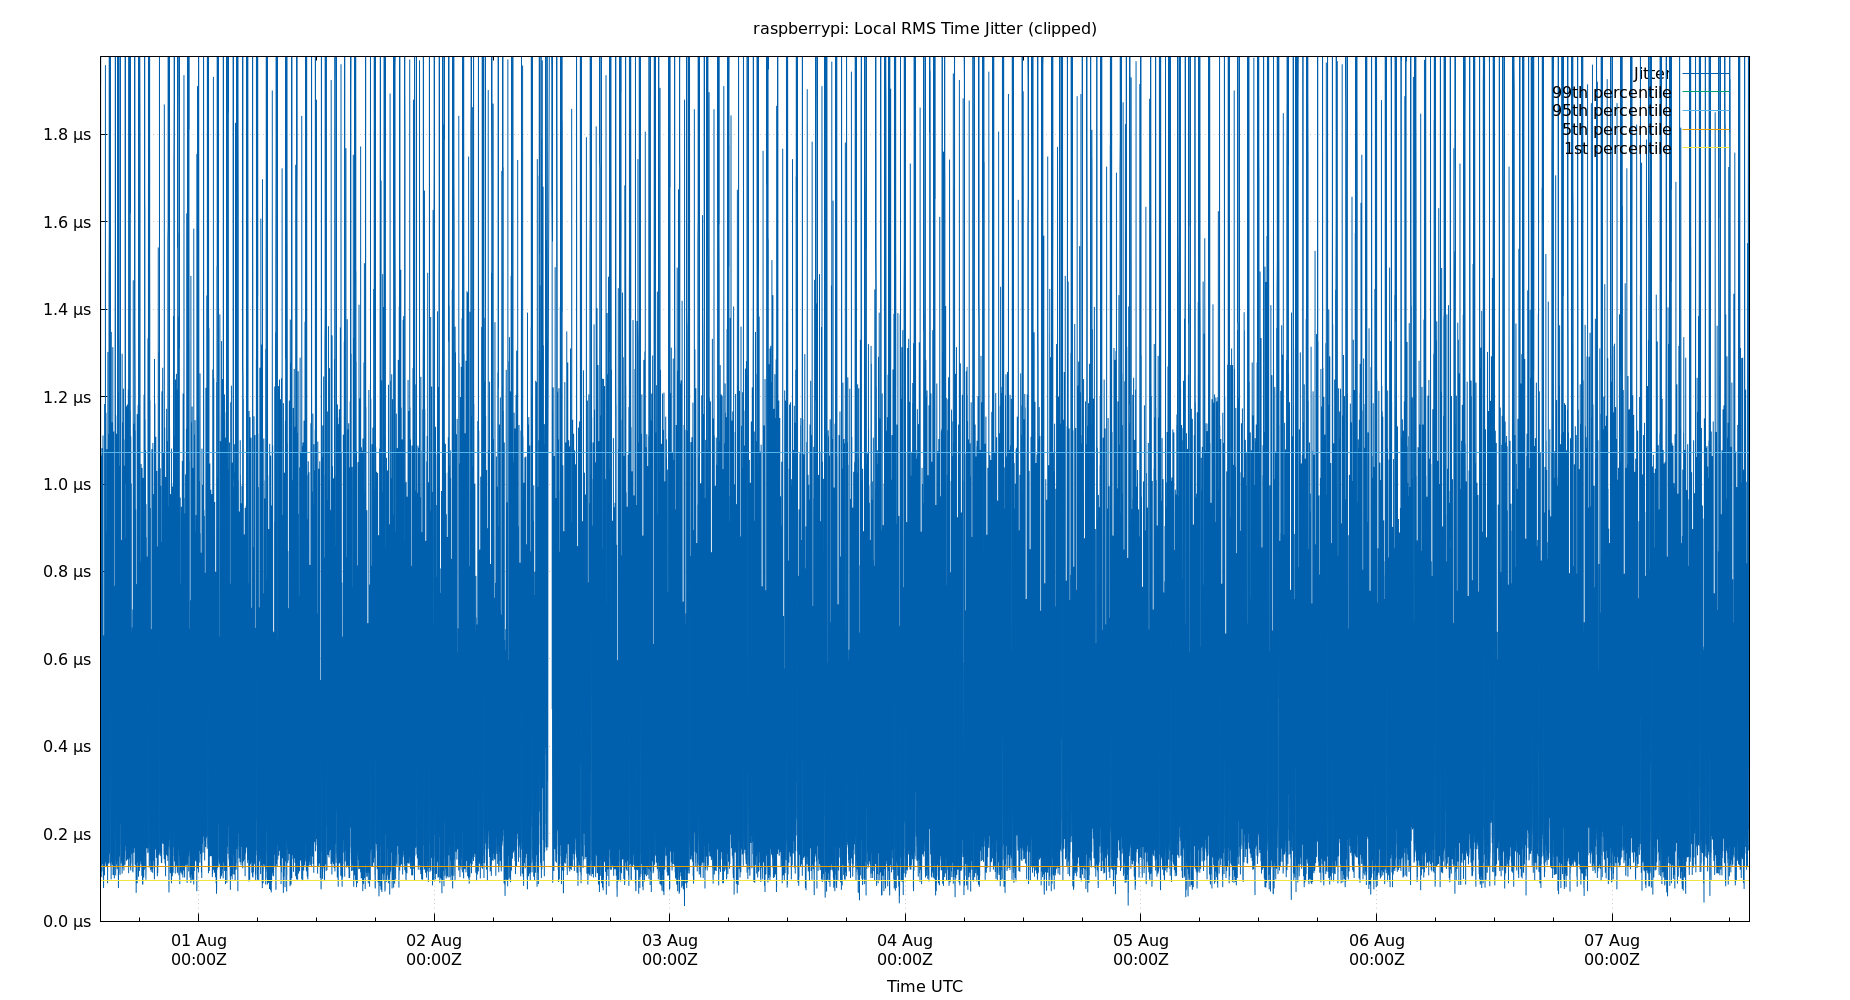 raspberrypi: Local RMS Time Jitter (clipped)
Jitter
99th percentile
95th percentile
5th percentile
1st percentile
1.8 µs
1.6 µs
1.4 µs
1.2 µs
1.0 µs
0.8 µs
0.6 µs
0.4 µs
0.2 µs
0.0 µs
01 Aug 02 Aug 03 Aug 04 Aug 05 Aug 06 Aug 07 Aug
00:00Z 00:00Z 00:00Z 00:00Z 00:00Z 00:00Z 00:00Z
Time UTC